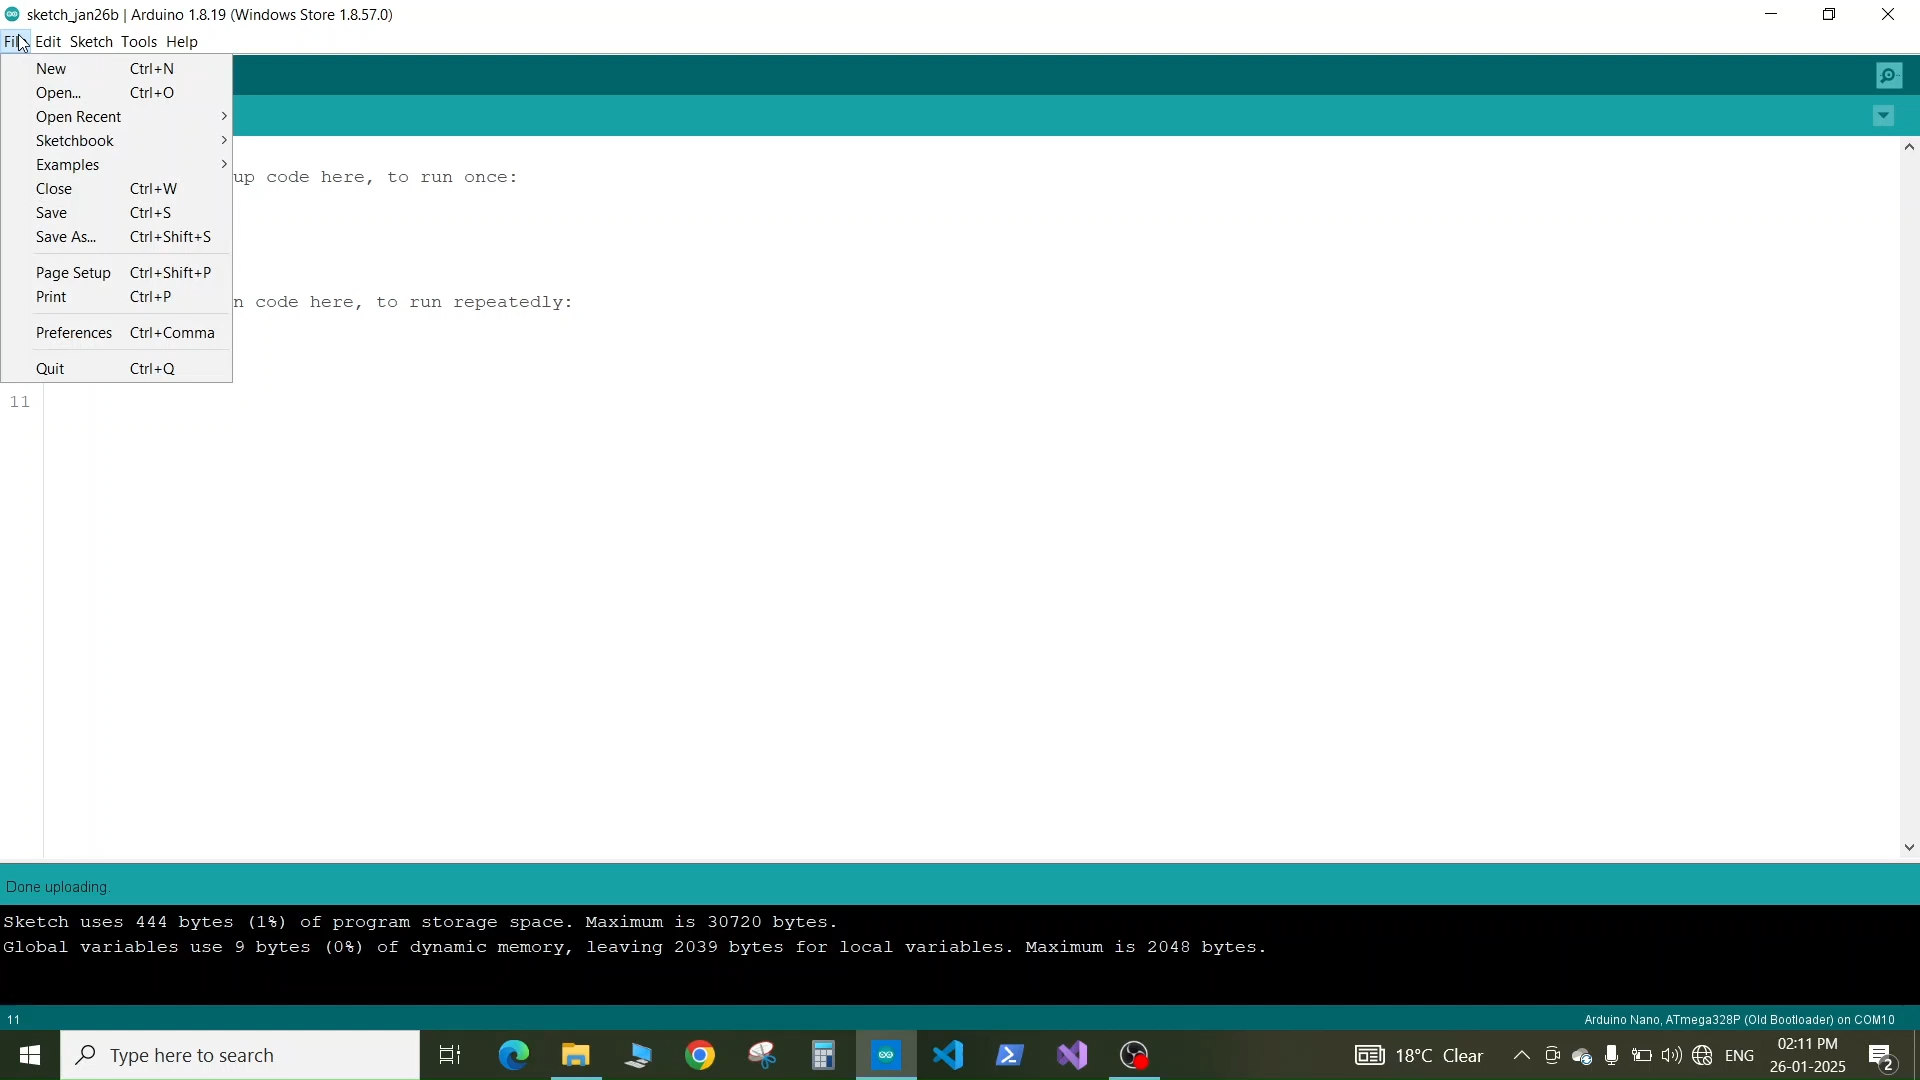 sketch_jan26b | Arduino 1.8.19 (Windows Store 1.8.57.0)
Edit Sketch Tools Help
New Ctrl+N
Open... Ctrl+O
Open Recent
Sketchbook
Examples
Close Ctrl+W
Save Ctrl+S
Save As... Ctrl+Shift+S
Page Setup Ctrl+Shift+P
Print Ctrl+P
Preferences Ctrl+Comma
Quit Ctrl+Q
up code here, to run once:
n code here, to run repeatedly:
11
Done uploading.
Sketch uses 444 bytes (1%) of program storage space. Maximum is 30720 bytes.
Global variables use 9 bytes (0%) of dynamic memory, leaving 2039 bytes for local variables. Maximum is 2048 bytes.
11 Arduino Nano, ATmega328P (Old Bootloader) on COM10
Type here to search
18°C Clear
ENG
02:11 PM
26-01-2025
2